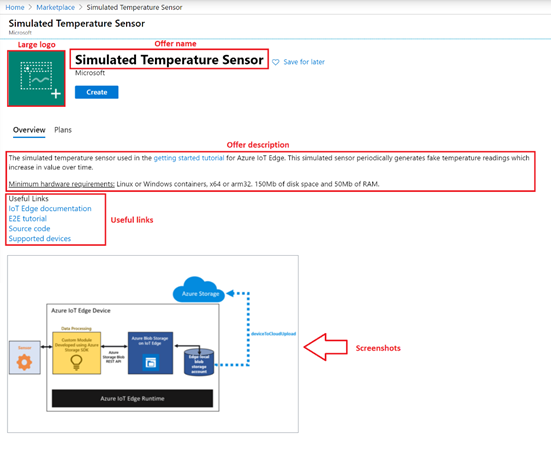 Home > Marketplace > Simulated Temperature Sensor
Simulated Temperature Sensor
Microsoft
Large logo
Offer name
Simulated Temperature Sensor
Save for later
Microsoft
Create
Overview Plans
Offer description
The simulated temperature sensor used in the getting started tutorial for Azure IoT Edge. This simulated sensor periodically generates fake temperature readings which
increase in value over time.
Minimum hardware requirements: Linux or Windows containers, x64 or arm32, 150Mb of disk space and 50Mb of RAM.
Useful Links
IoT Edge documentation
E2E tutorial
Source code
Supported devices
Useful links
Azure Storage
Azure IoT Edge Device
Data Processing
Custom Module
Developed using Azure
Storage SDK
Azure Storage Blob
REST API
Azure Blob Storage
on IoT Edge
Edge local blob
storage
account
deviceToCloudUpload
Sensor
Azure IoT Edge Runtime
Screenshots